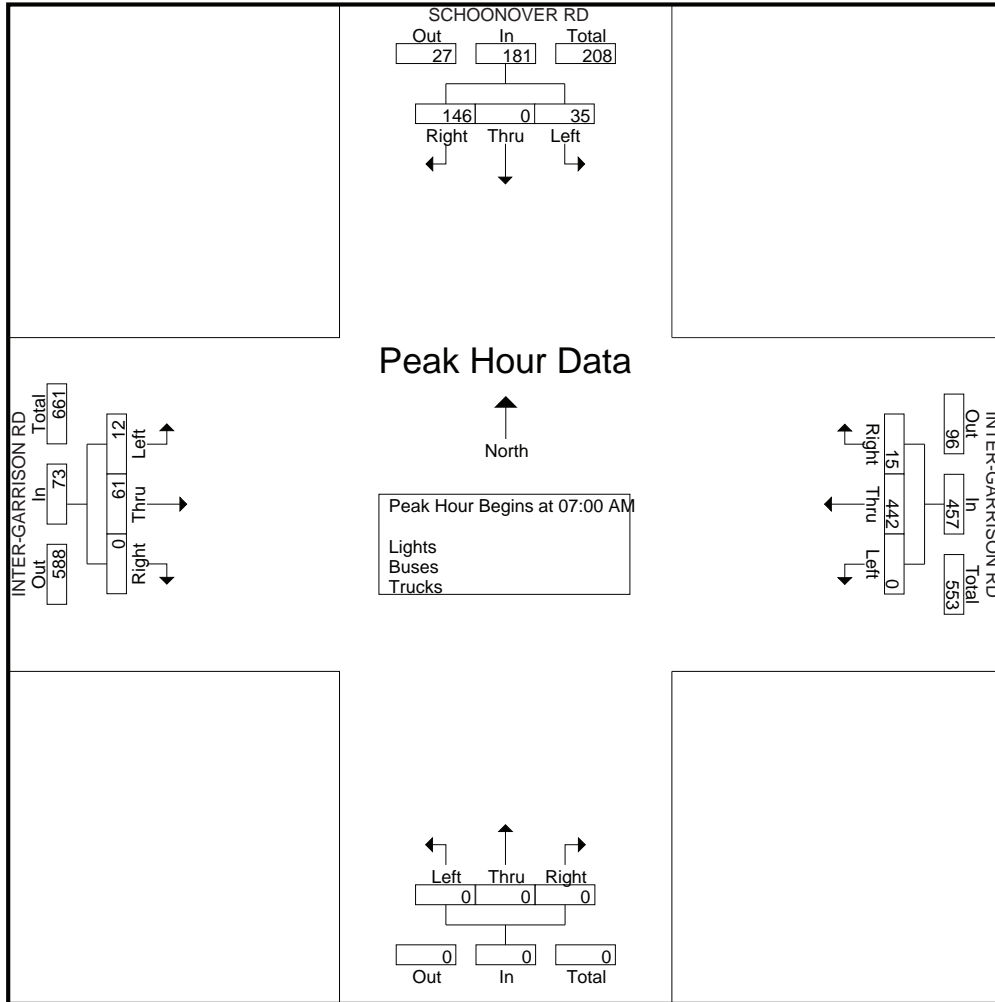 SCHOONOVER RD
Out In Total
27 181 208
146 0 35
Right Thru Left
Peak Hour Data
North
Peak Hour Begins at 07:00 AM
Lights
Buses
Trucks
INTER-GARRISON RD
Out In Total
588 73 661
0 61 12
Right Thru Left
INTER-GARRISON RD
Out In Total
96 457 553
15 442 0
Right Thru Left
Left Thru Right
0 0 0
0 0 0
Out In Total